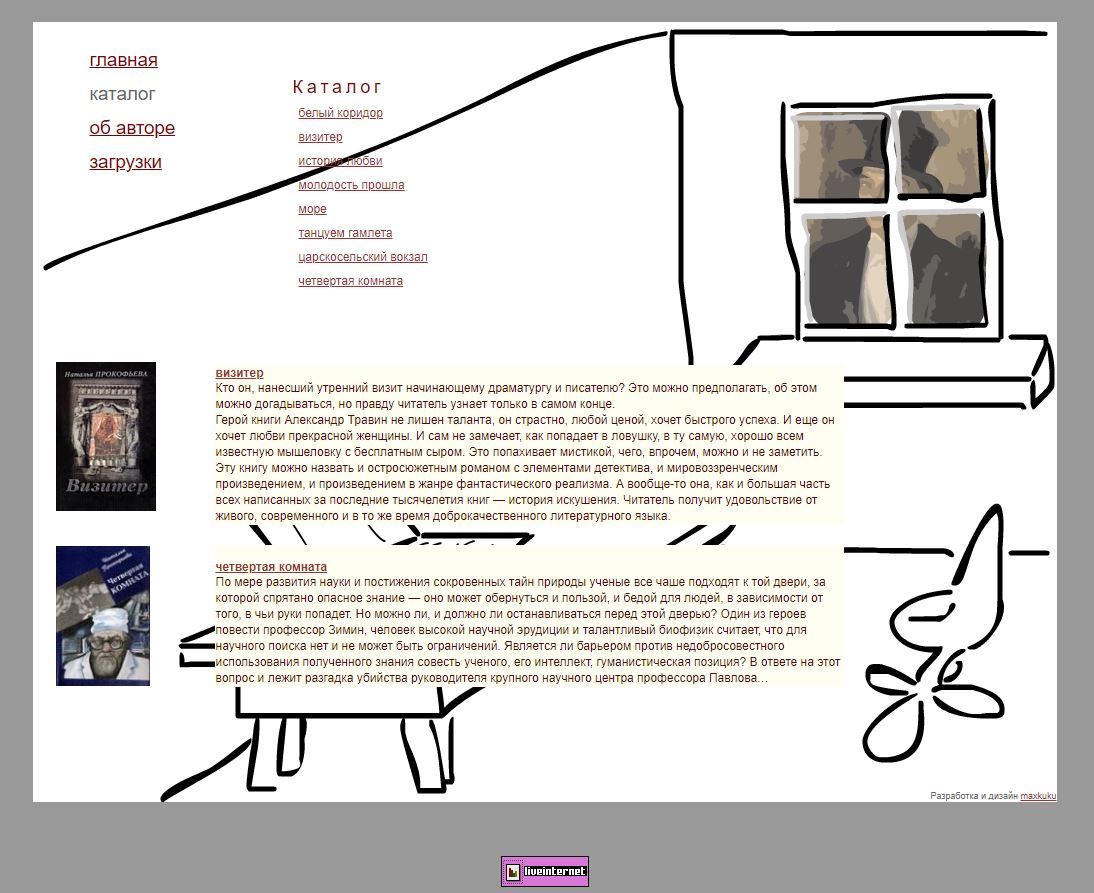 главная
каталог
об авторе
загрузки
Каталог
белый коридор
визитер
история любви
молодость прошла
море
танцуем гамлета
царскосельский вокзал
четвертая комната
Наталья ПРОКОФЬЕВА
Визитер
визитер
Кто он, нанесший утренний визит начинающему драматургу и писателю? Это можно предполагать, об этом
можно догадываться, но правду читатель узнает только в самом конце.
Герой книги Александр Травин не лишен таланта, он страстно, любой ценой, хочет быстрого успеха. И еще он
хочет любви прекрасной женщины. И сам не замечает, как попадает в ловушку, в ту самую, хорошо всем
известную мышеловку с бесплатным сыром. Это попахивает мистикой, чего, впрочем, можно и не заметить.
Эту книгу можно назвать и остросюжетным романом с элементами детектива, и мировоззренческим
произведением, и произведением в жанре фантастического реализма. А вообще-то она, как и большая часть
всех написанных за последние тысячелетия книг — история искушения. Читатель получит удовольствие от
живого, современного и в то же время доброкачественного литературного языка.
Наталья
Прокофьева
Четвертая
КОМНАТА
четвертая комната
По мере развития науки и постижения сокровенных тайн природы ученые все чаше подходят к той двери, за
которой спрятано опасное знание — оно может обернуться и пользой, и бедой для людей, в зависимости от
того, в чьи руки попадет. Но можно ли, и должно ли останавливаться перед этой дверью? Один из героев
повести профессор Зимин, человек высокой научной эрудиции и талантливый биофизик считает, что для
научного поиска нет и не может быть ограничений. Является ли барьером против недобросовестного
использования полученного знания совесть ученого, его интеллект, гуманистическая позиция? В ответе на этот
вопрос и лежит разгадка убийства руководителя крупного научного центра профессора Павлова…
Разработка и дизайн maxkuku
liveinternet